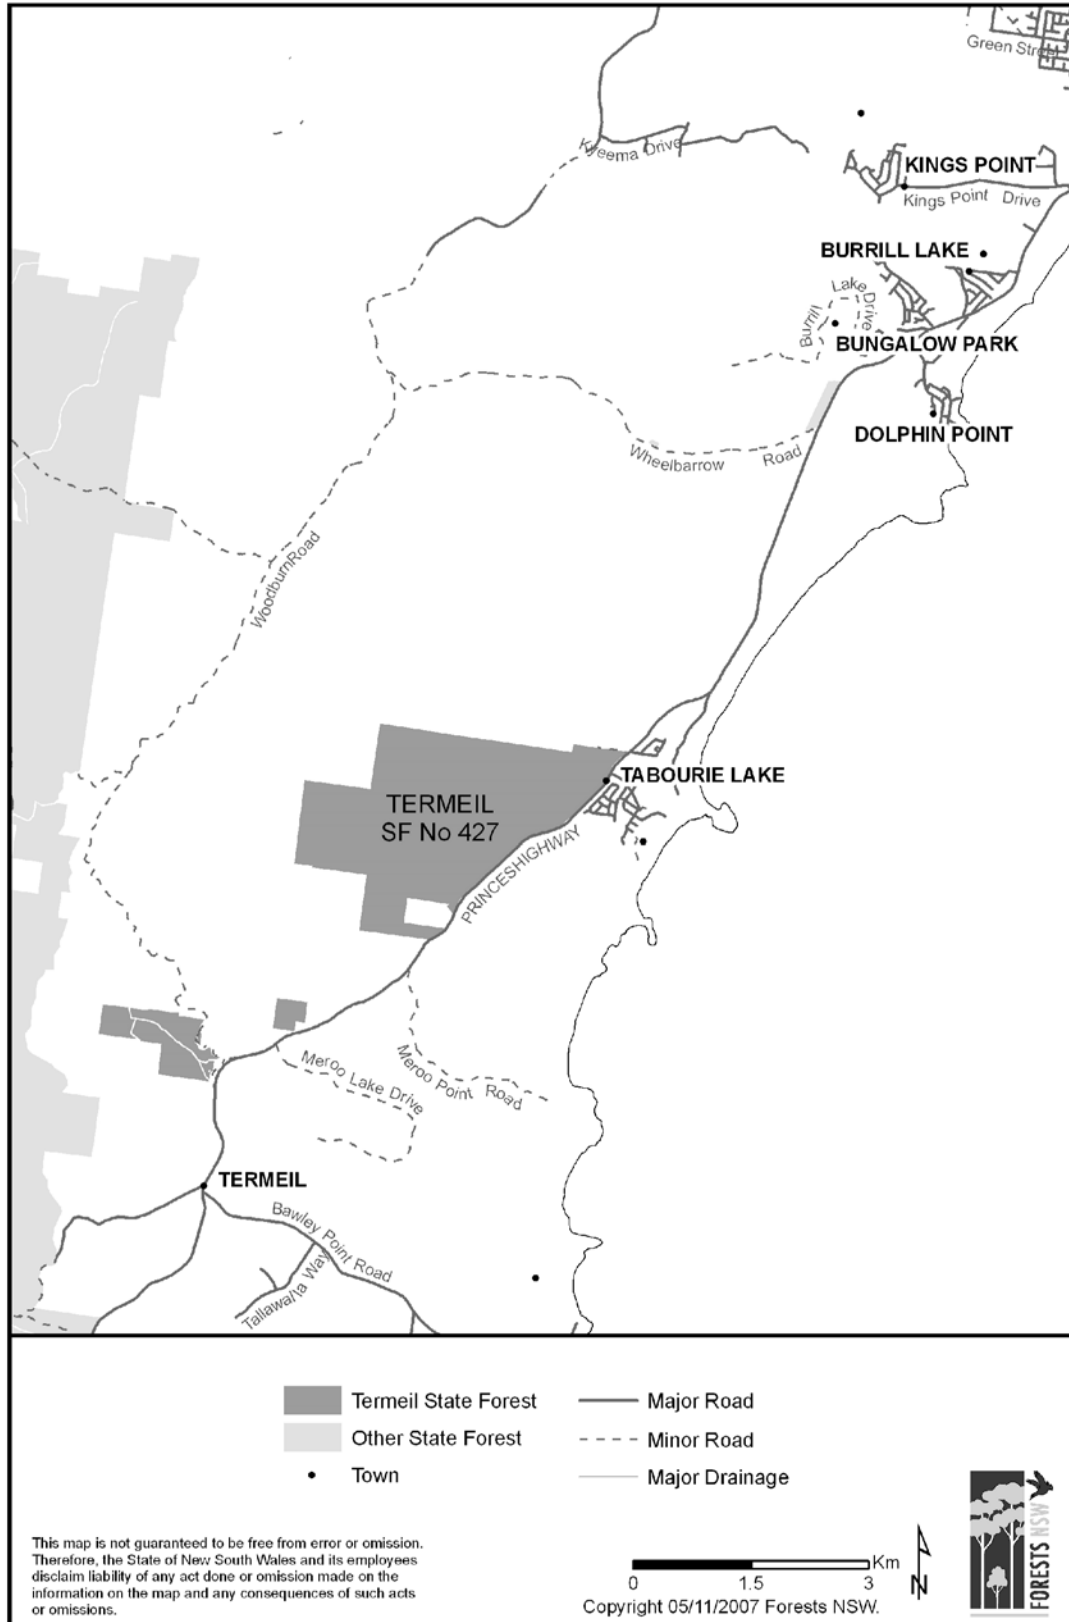 Green Street
Kyeema Drive
KINGS POINT
Kings Point Drive
BURRILL LAKE
Burrill Lake Drive
BUNGALOW PARK
DOLPHIN POINT
Wheelbarrow Road
WoodburnRoad
TABOURIE LAKE
TERMEIL
SF No 427
PRINCESHIGHWAY
Meroo Lake Drive
Meroo Point Road
TERMEIL
Bawley Point Road
Tallawalla Way
Termeil State Forest
Major Road
Other State Forest
Minor Road
Town
Major Drainage
This map is not guaranteed to be free from error or omission.
Therefore, the State of New South Wales and its employees
disclaim liability of any act done or omission made on the
information on the map and any consequences of such acts
or omissions.
Km
0 1.5 3
N
Copyright 05/11/2007 Forests NSW.
FORESTS NSW